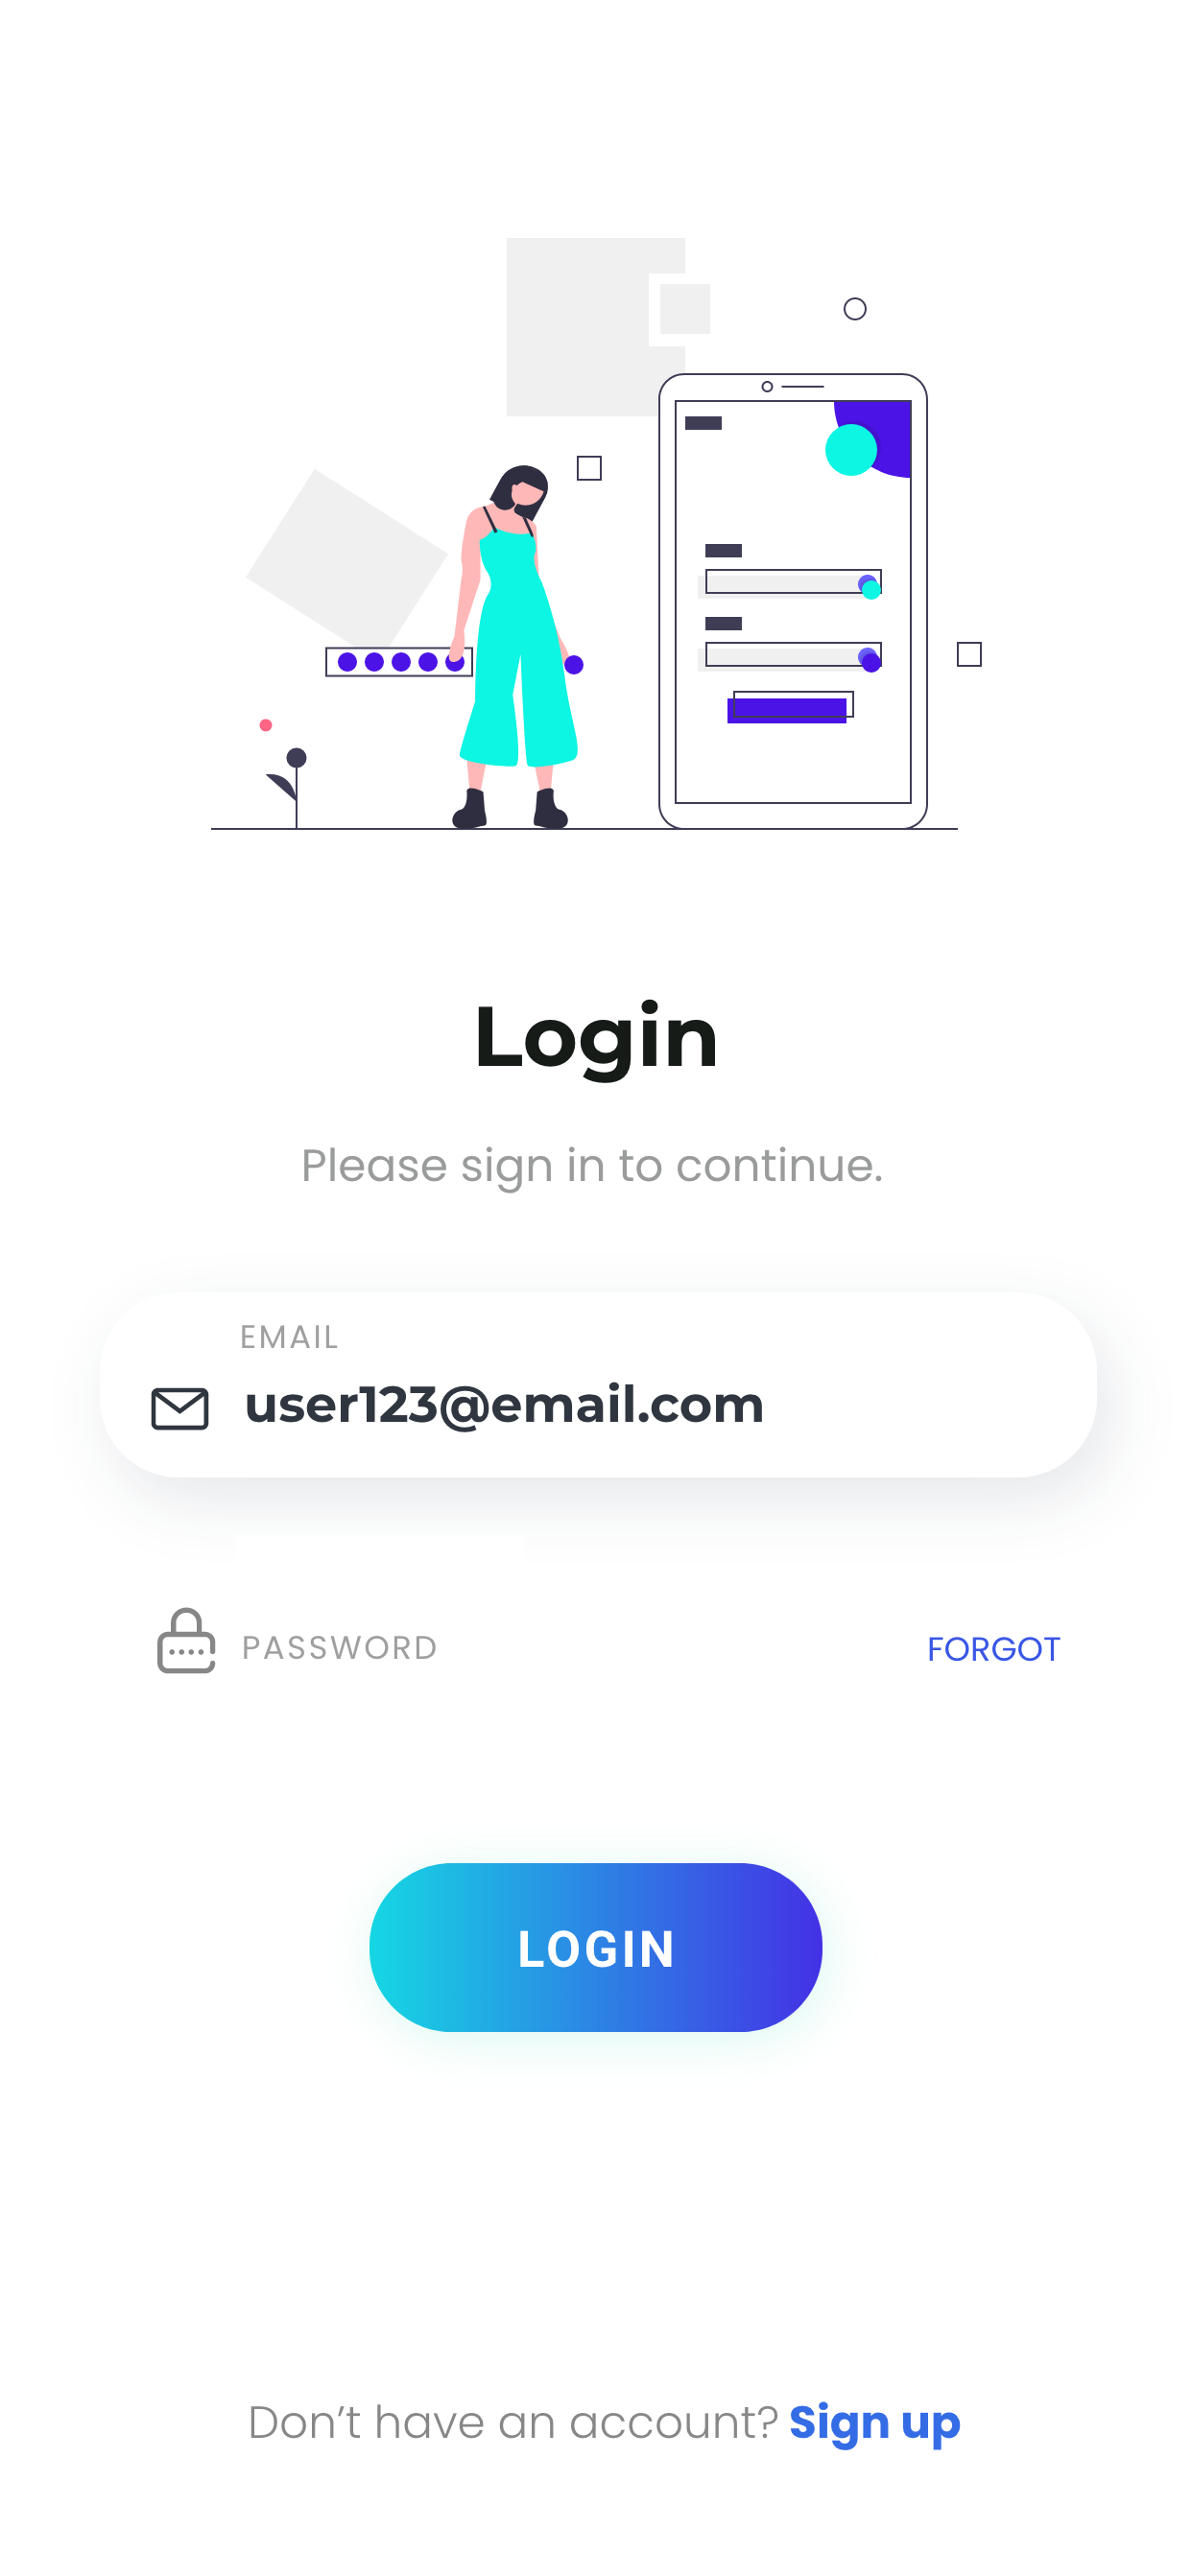 Login
Please sign in to continue.
EMAIL
user123@email.com
PASSWORD
FORGOT
LOGIN
Don’t have an account? Sign up